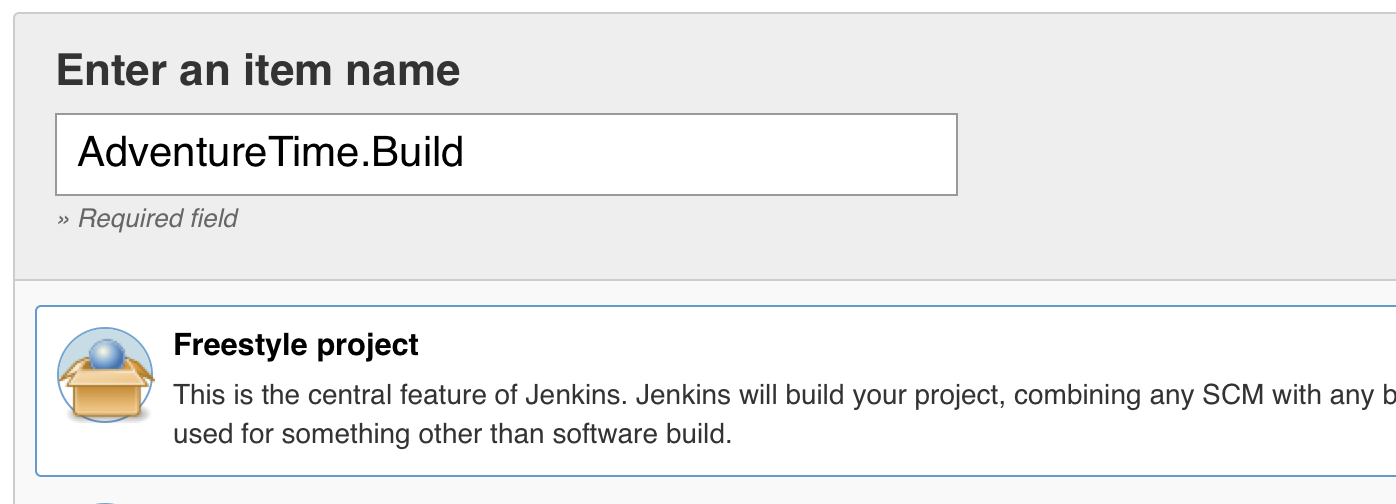 Enter an item name
AdventureTime.Build
» Required field
Freestyle project
This is the central feature of Jenkins. Jenkins will build your project, combining any SCM with any
used for something other than software build.